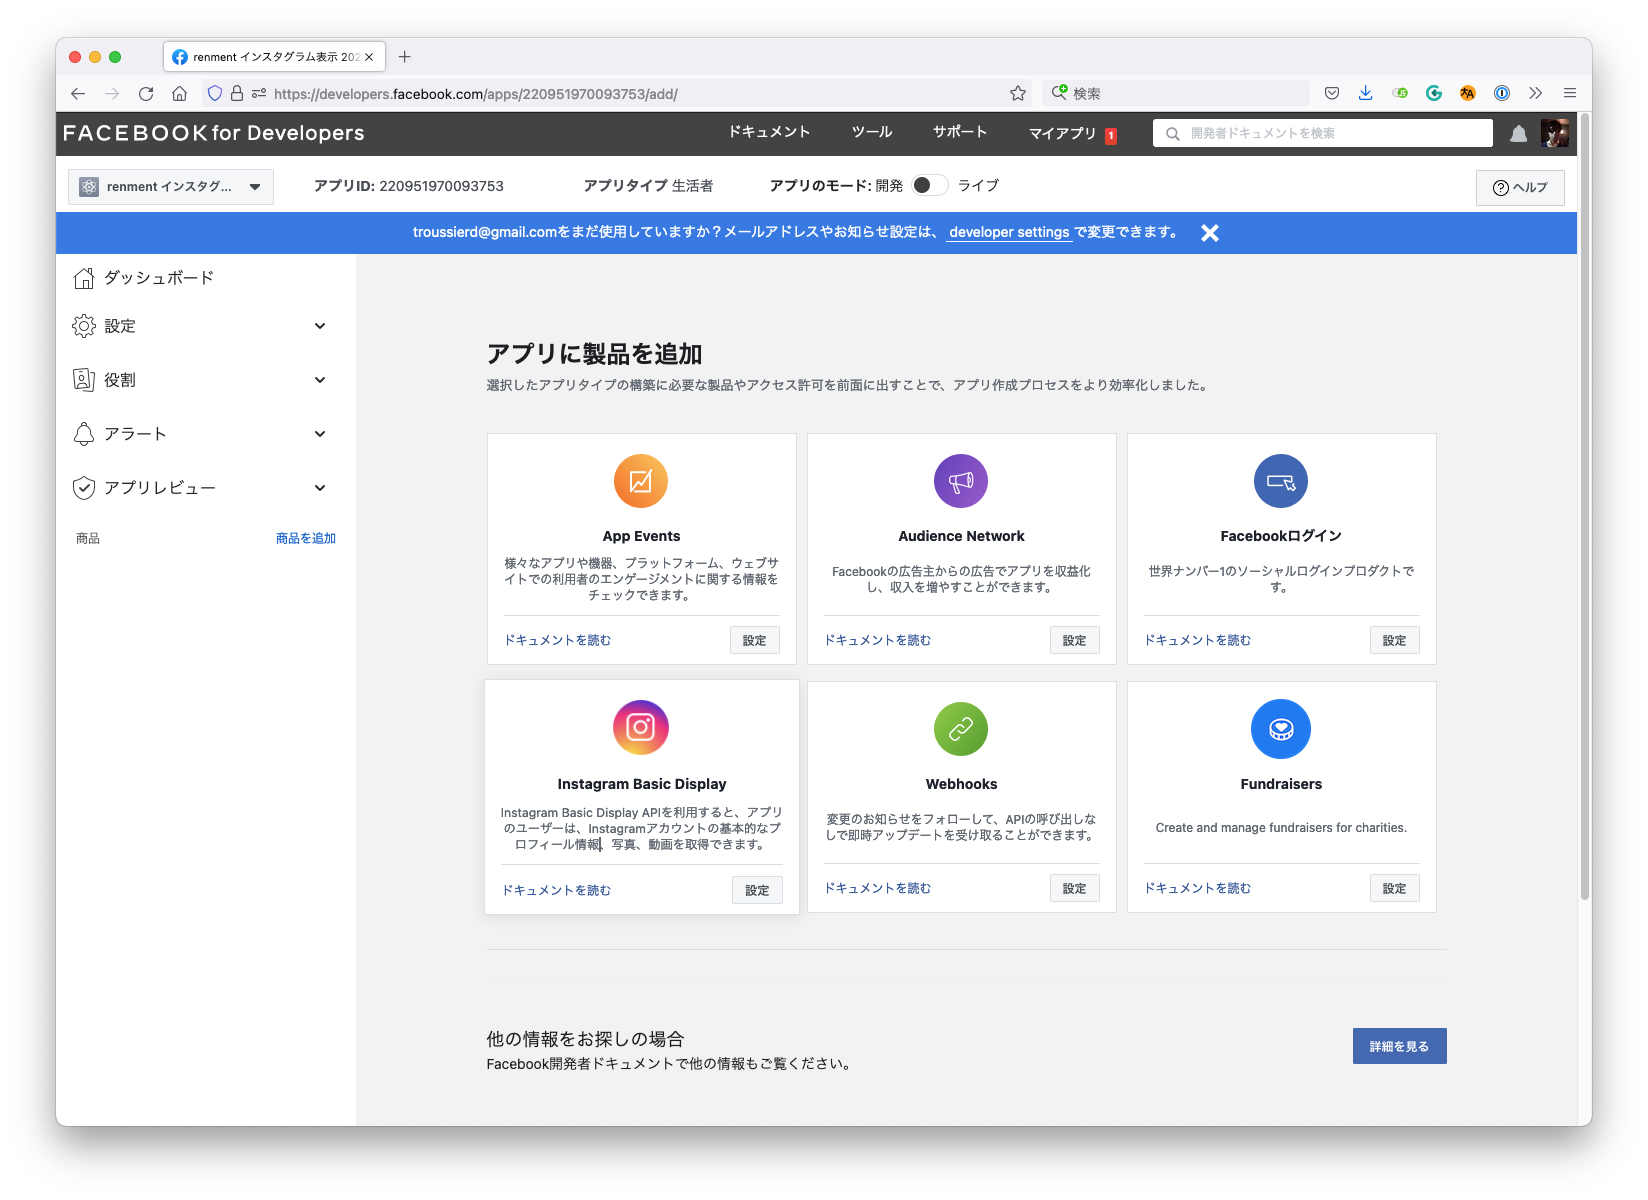 renment インスタグラム表示 202
https://developers.facebook.com/apps/220951970093753/add/
検索
FACEBOOK for Developers
ドキュメント
ツール
サポート
マイアプリ 1
開発者ドキュメントを検索
renment インスタグ...
アプリID: 220951970093753
アプリタイプ 生活者
アプリのモード: 開発
ライブ
ヘルプ
troussierd@gmail.comをまだ使用していますか？メールアドレスやお知らせ設定は、 developer settings で変更できます。
ダッシュボード
設定
役割
アラート
アプリレビュー
商品
商品を追加
アプリに製品を追加
選択したアプリタイプの構築に必要な製品やアクセス許可を前面に出すことで、アプリ作成プロセスをより効率化しました。
App Events
様々なアプリや機器、プラットフォーム、ウェブサ
イトでの利用者のエンゲージメントに関する情報を
チェックできます。
ドキュメントを読む
設定
Audience Network
Facebookの広告主からの広告でアプリを収益化
し、収入を増やすことができます。
ドキュメントを読む
設定
Facebookログイン
世界ナンバー1のソーシャルログインプロダクトで
す。
ドキュメントを読む
設定
Instagram Basic Display
Instagram Basic Display APIを利用すると、アプリ
のユーザーは、Instagramアカウントの基本的なプ
ロフィール情報、写真、動画を取得できます。
ドキュメントを読む
設定
Webhooks
変更のお知らせをフォローして、APIの呼び出しな
しで即時アップデートを受け取ることができます。
ドキュメントを読む
設定
Fundraisers
Create and manage fundraisers for charities.
ドキュメントを読む
設定
他の情報をお探しの場合
Facebook開発者ドキュメントで他の情報もご覧ください。
詳細を見る